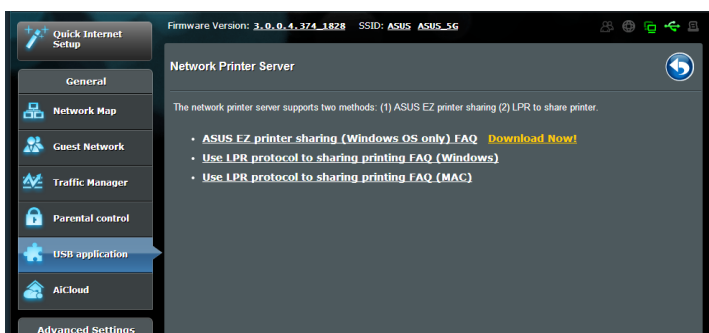 Quick Internet
Setup
Firmware Version: 3.0.0.4.374_1828 SSID: ASUS ASUS_5G
General
Network Map
Guest Network
Traffic Manager
Parental control
USB application
AiCloud
Advanced Settings
Network Printer Server
The network printer server supports two methods: (1) ASUS EZ printer sharing (2) LPR to share printer.
ASUS EZ printer sharing (Windows OS only) FAQ Download Now!
Use LPR protocol to sharing printing FAQ (Windows)
Use LPR protocol to sharing printing FAQ (MAC)